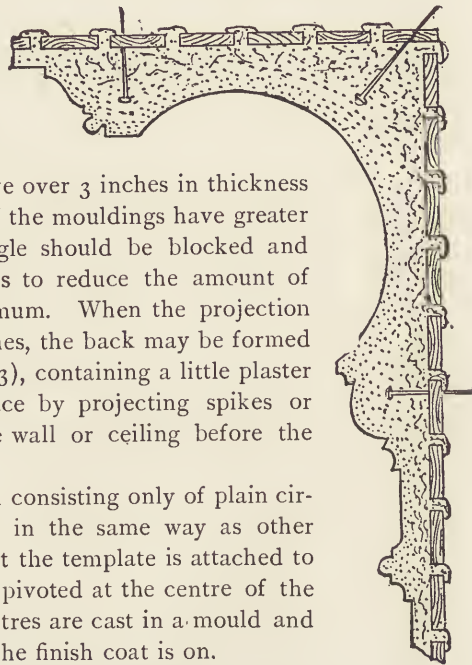 e over 3 inches in thickness
the mouldings have greater
gle should be blocked and
s to reduce the amount of
mum. When the projection
es, the back may be formed
3), containing a little plaster
ce by projecting spikes or
wall or ceiling before the
consisting only of plain cir-
in the same way as other
t the template is attached to
pivoted at the centre of the
tres are cast in a mould and
he finish coat is on.